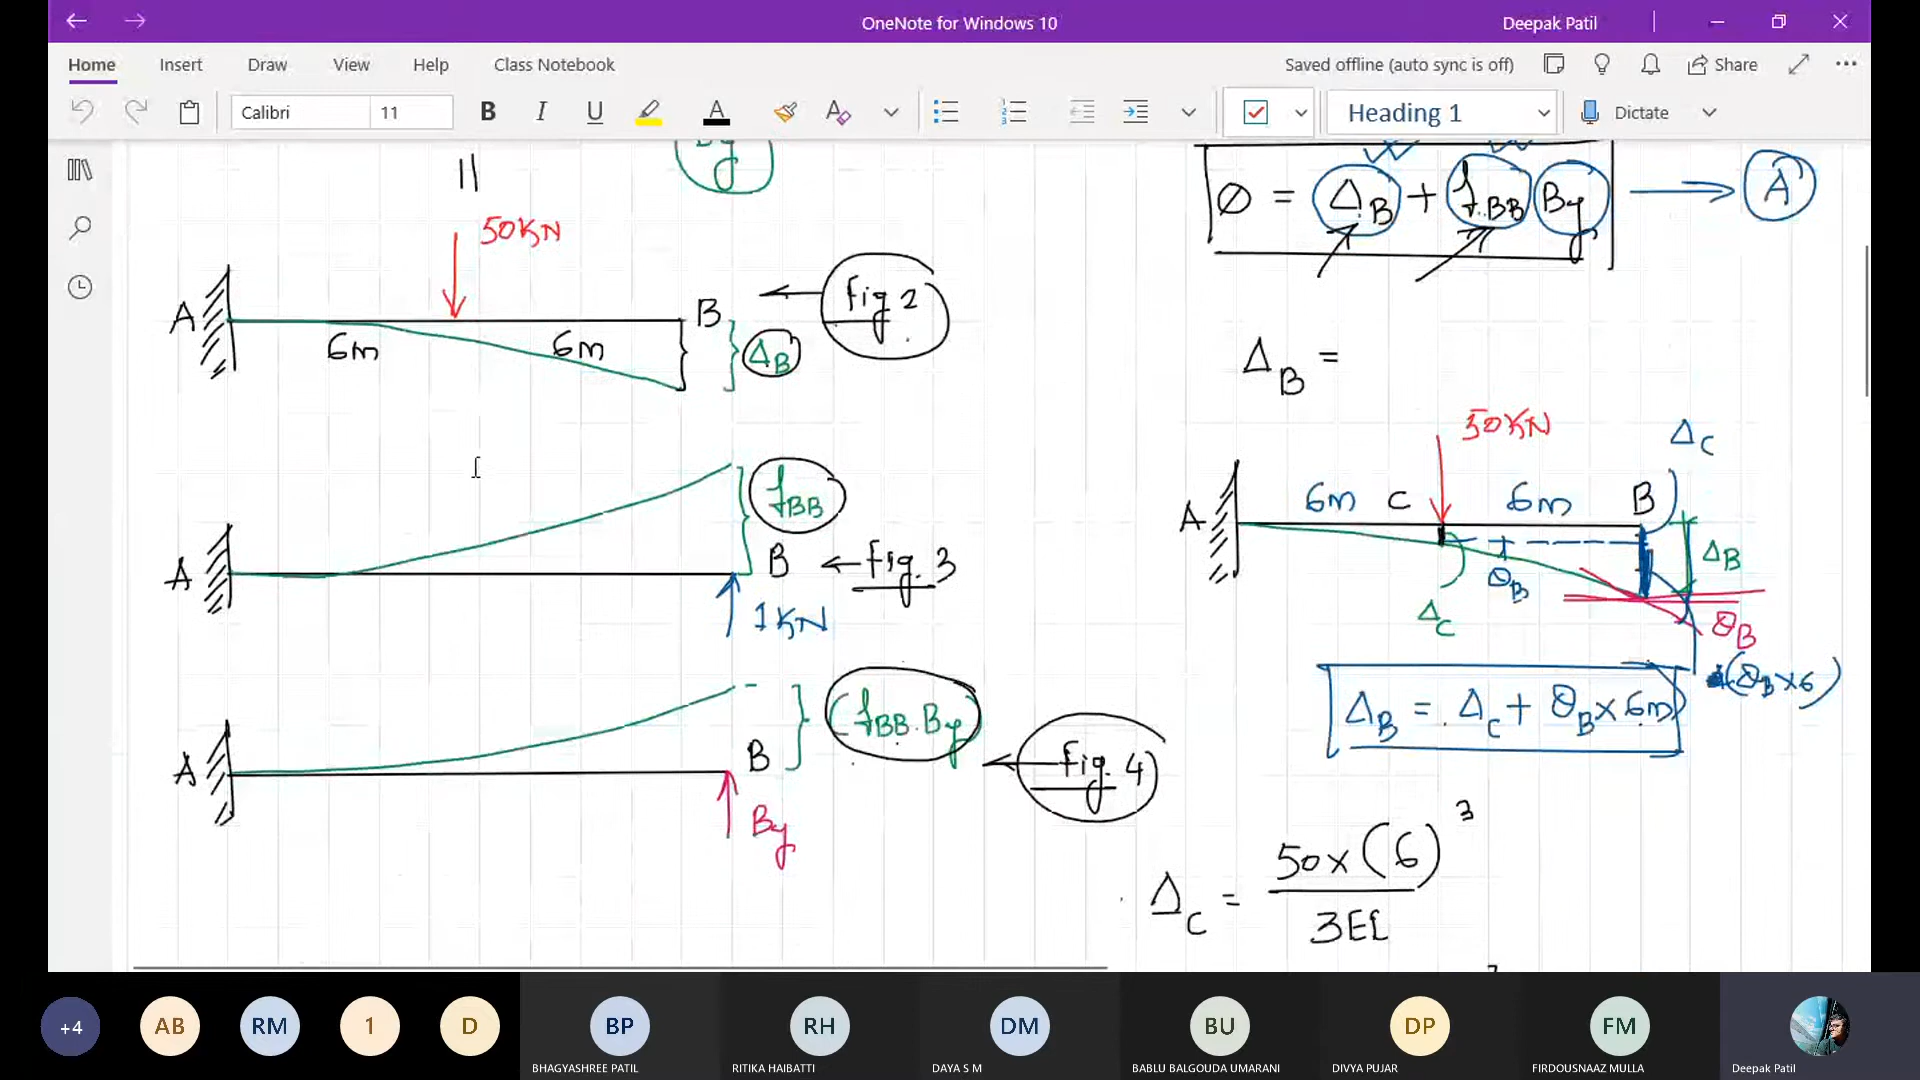 OneNote for Windows 10
Deepak Patil
Home Insert Draw View Help Class Notebook
Saved offline (auto sync is off)
Share
Calibri 11
B I U A
Heading 1
Dictate
By
50KN
A 6m 6m B ΔB
fig 2
fBB
A B fig. 3
1KN
(fBB.By)
A B
fig. 4
By
0 = ΔB + fBB By → A
ΔB =
50KN
ΔC
A 6m C 6m B
ΔB
θB
ΔC
θB
(θB×6)
ΔB = ΔC + θB×6m
ΔC = 50×(6)³
3EI
+4 AB RM 1 D BP RH DM BU DP FM
BHAGYASHREE PATIL RITIKA HAIBATTI DAYA S M BABLU BALGOUDA UMARANI DIVYA PUJAR FIRDOUSNAAZ MULLA Deepak Patil